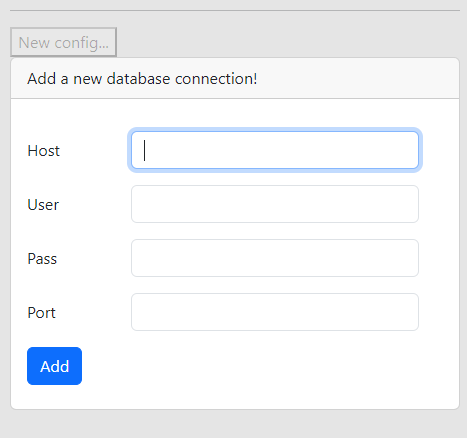 New config...
Add a new database connection!
Host
User
Pass
Port
Add